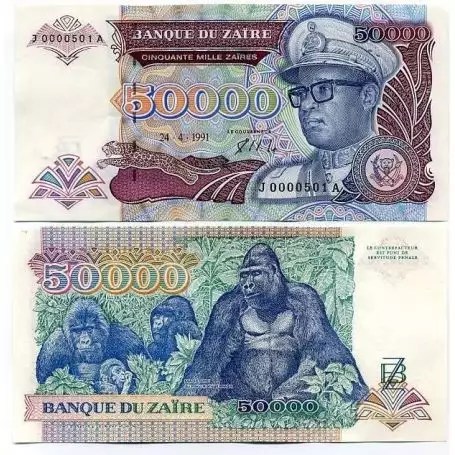 J 0000501 A
BANQUE DU ZAÏRE
50000
CINQUANTE MILLE ZAÏRES
50000
24 - 4 - 1991
LE GOUVERNEUR
J 0000501 A
50000
LE CONTREFACTEUR
EST PUNI DE
SERVITUDE PENALE
BZ
BANQUE DU ZAÏRE
50000